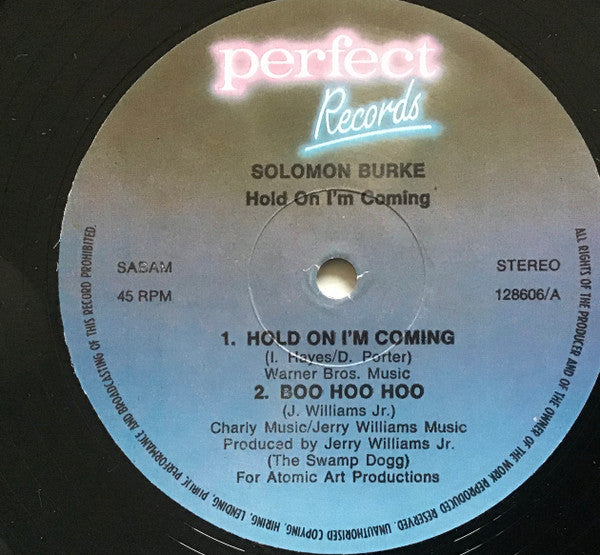 perfect
Records
SOLOMON BURKE
Hold On I'm Coming
SABAM
45 RPM
STEREO
128606/A
1. HOLD ON I'M COMING
(I. Hayes/D. Porter)
Warner Bros. Music
2. BOO HOO HOO
(J. Williams Jr.)
Charly Music/Jerry Williams Music
Produced by Jerry Williams Jr.
(The Swamp Dogg)
For Atomic Art Productions
ALL RIGHTS OF THE PRODUCER AND OF THE OWNER OF THE WORK REPRODUCED RESERVED. UNAUTHORISED COPYING, HIRING, LENDING, PUBLIC PERFORMANCE AND BROADCASTING OF THIS RECORD PROHIBITED.